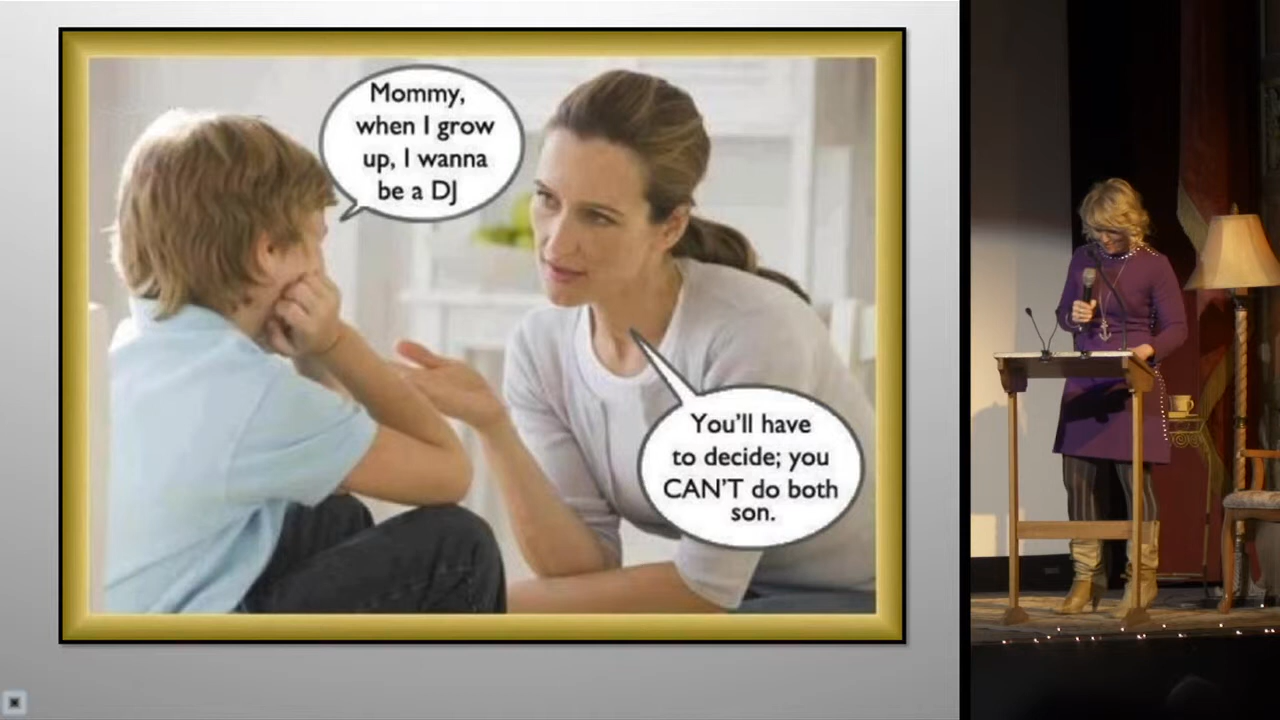 Mommy,
when I grow
up, I wanna
be a DJ
You'll have
to decide; you
CAN'T do both
son.